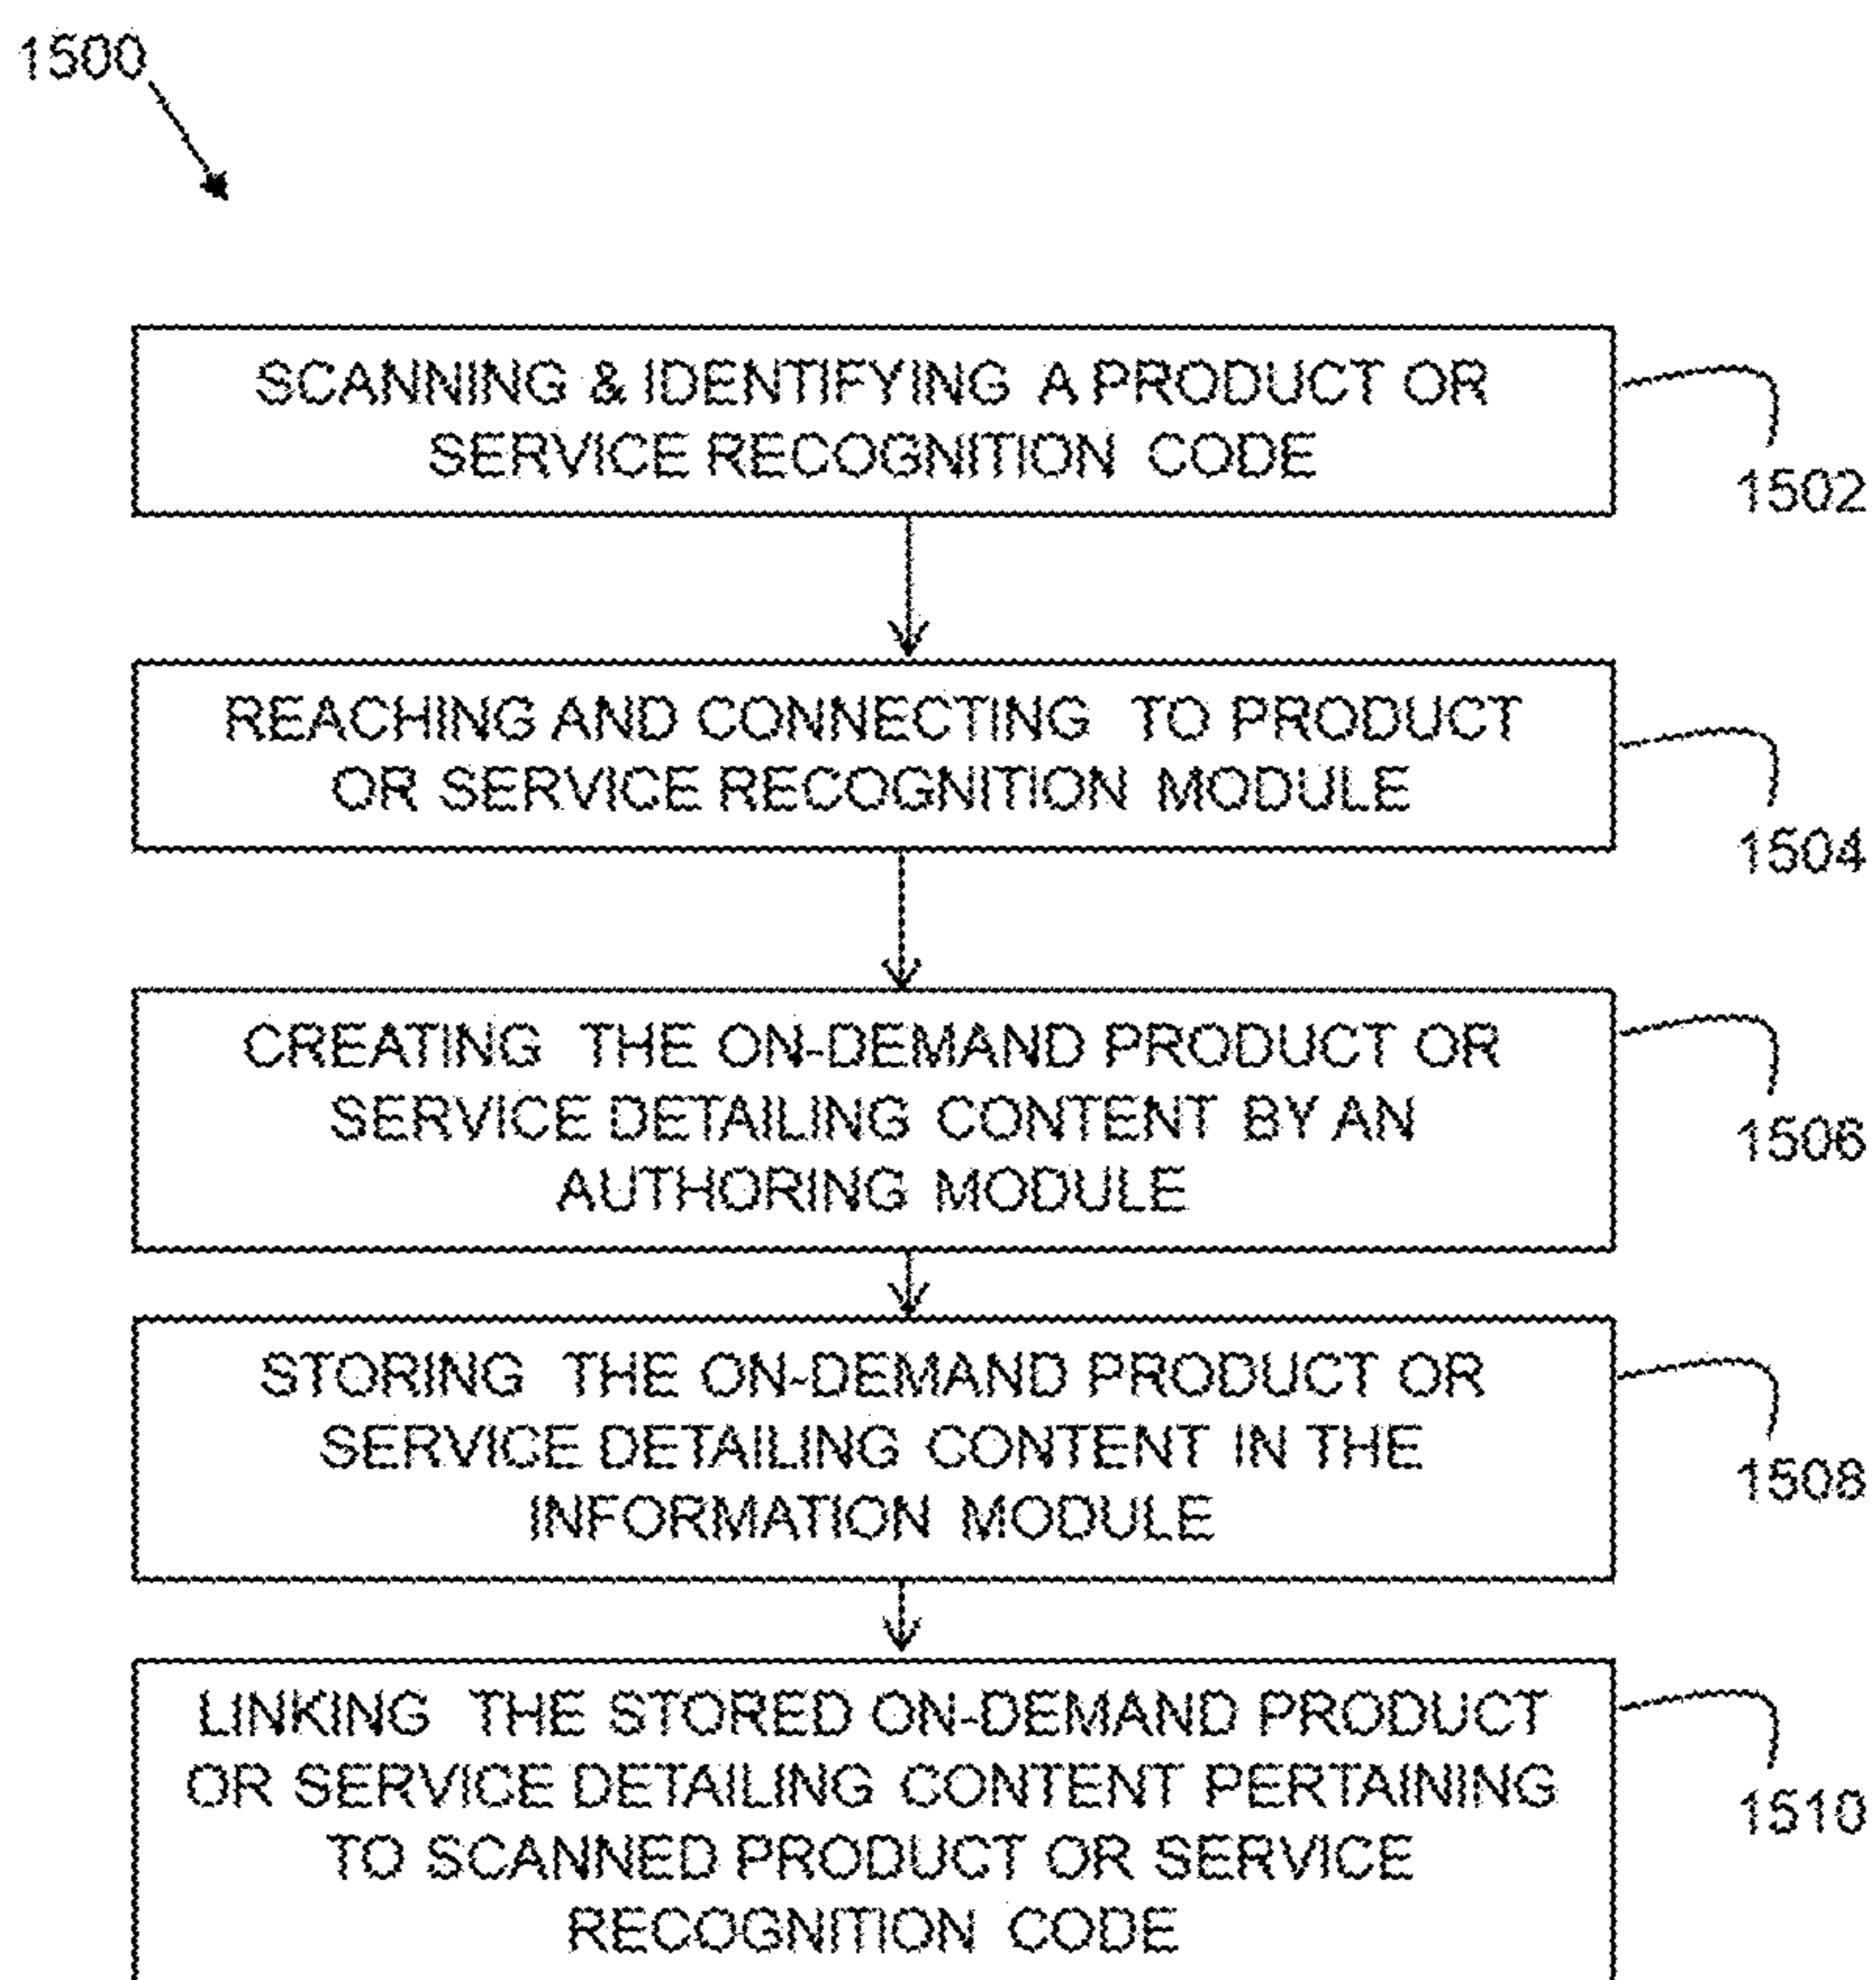 1500
SCANNING & IDENTIFYING A PRODUCT OR
SERVICE RECOGNITION CODE
1502
REACHING AND CONNECTING TO PRODUCT
OR SERVICE RECOGNITION MODULE
1504
CREATING THE ON-DEMAND PRODUCT OR
SERVICE DETAILING CONTENT BY AN
AUTHORING MODULE
1506
STORING THE ON-DEMAND PRODUCT OR
SERVICE DETAILING CONTENT IN THE
INFORMATION MODULE
1508
LINKING THE STORED ON-DEMAND PRODUCT
OR SERVICE DETAILING CONTENT PERTAINING
TO SCANNED PRODUCT OR SERVICE
RECOGNITION CODE
1510